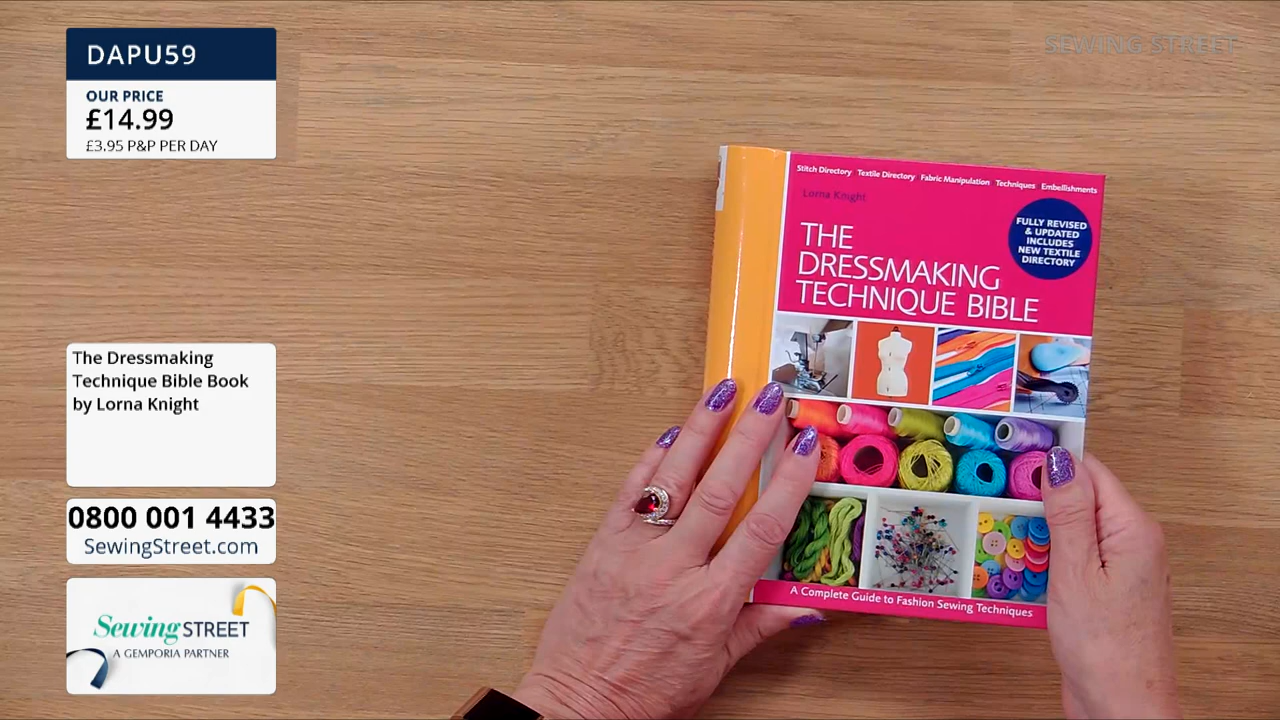 DAPU59
OUR PRICE
£14.99
£3.95 P&P PER DAY
The Dressmaking
Technique Bible Book
by Lorna Knight
0800 001 4433
SewingStreet.com
Sewing STREET
A GEMPORIA PARTNER
SEWING STREET
Stitch Directory Textile Directory Fabric Manipulation Techniques Embellishments
Lorna Knight
THE
DRESSMAKING
TECHNIQUE BIBLE
FULLY REVISED
& UPDATED
INCLUDES
NEW TEXTILE
DIRECTORY
A Complete Guide to Fashion Sewing Techniques